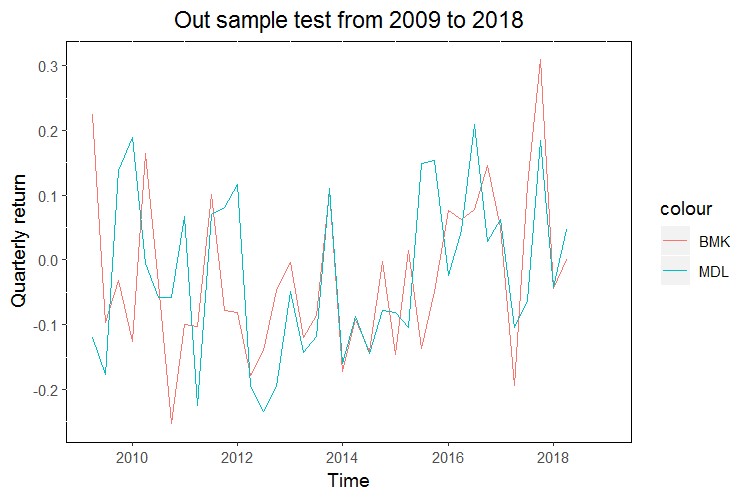 Out sample test from 2009 to 2018
Quarterly return
0.3
0.2
0.1
0.0
-0.1
-0.2
2010 2012 2014 2016 2018
Time
colour
BMK
MDL